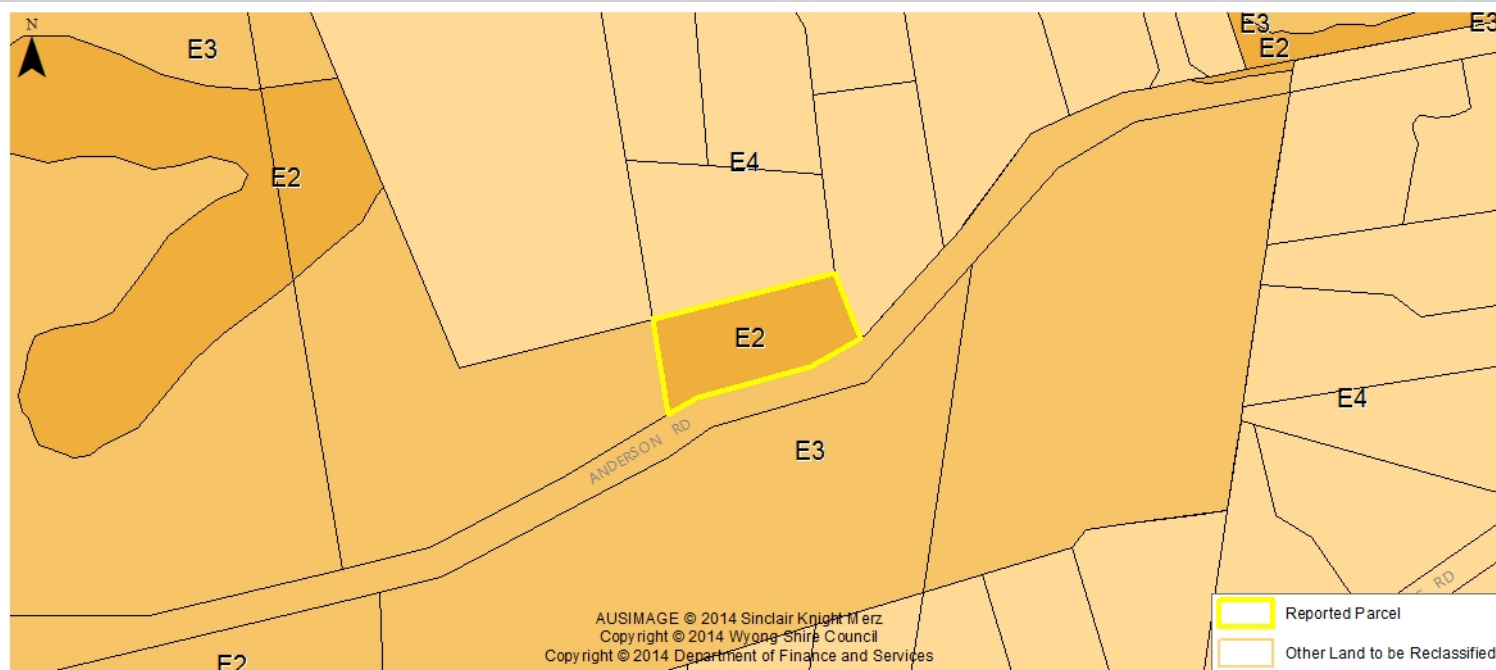 N
E3
E3
E2
E3
E2
E4
E2
E4
ANDERSON RD
E3
RD
E2
AUSIMAGE © 2014 Sinclair Knight Merz
Copyright © 2014 Wyong Shire Council
Copyright © 2014 Department of Finance and Services
Reported Parcel
Other Land to be Reclassified